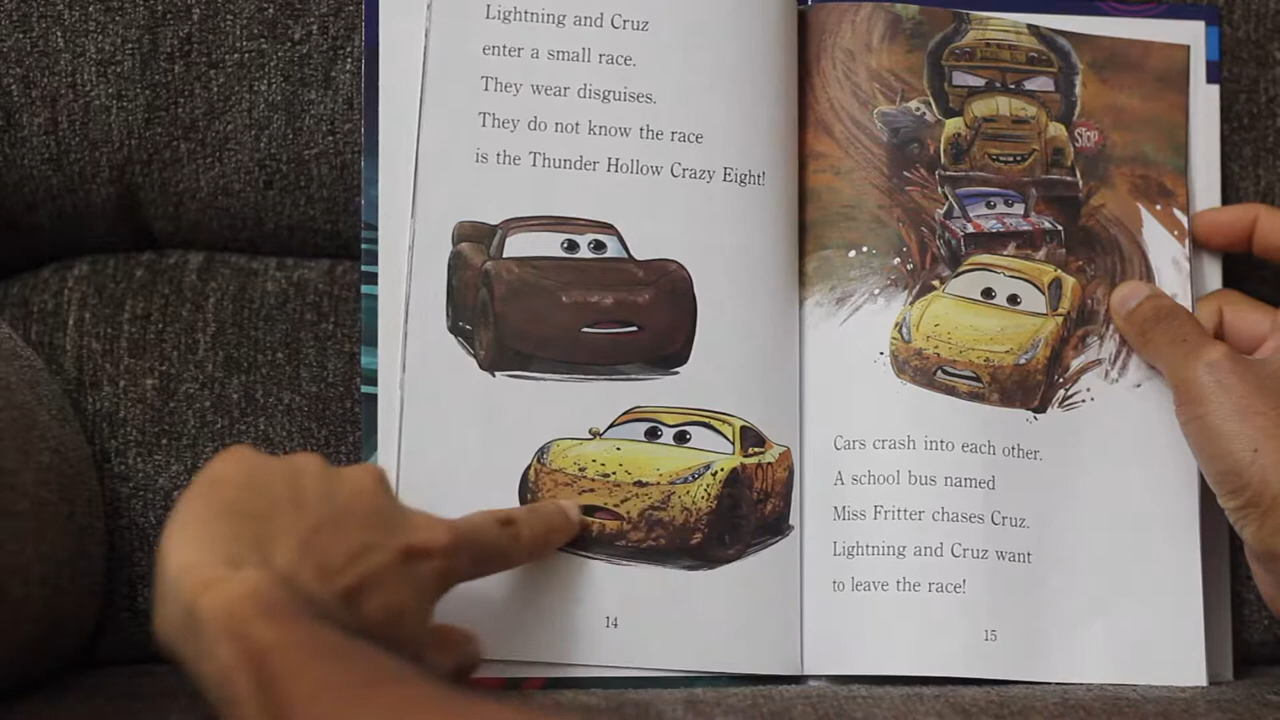 Lightning and Cruz
enter a small race.
They wear disguises.
They do not know the race
is the Thunder Hollow Crazy Eight!
14
STOP
Cars crash into each other.
A school bus named
Miss Fritter chases Cruz.
Lightning and Cruz want
to leave the race!
15